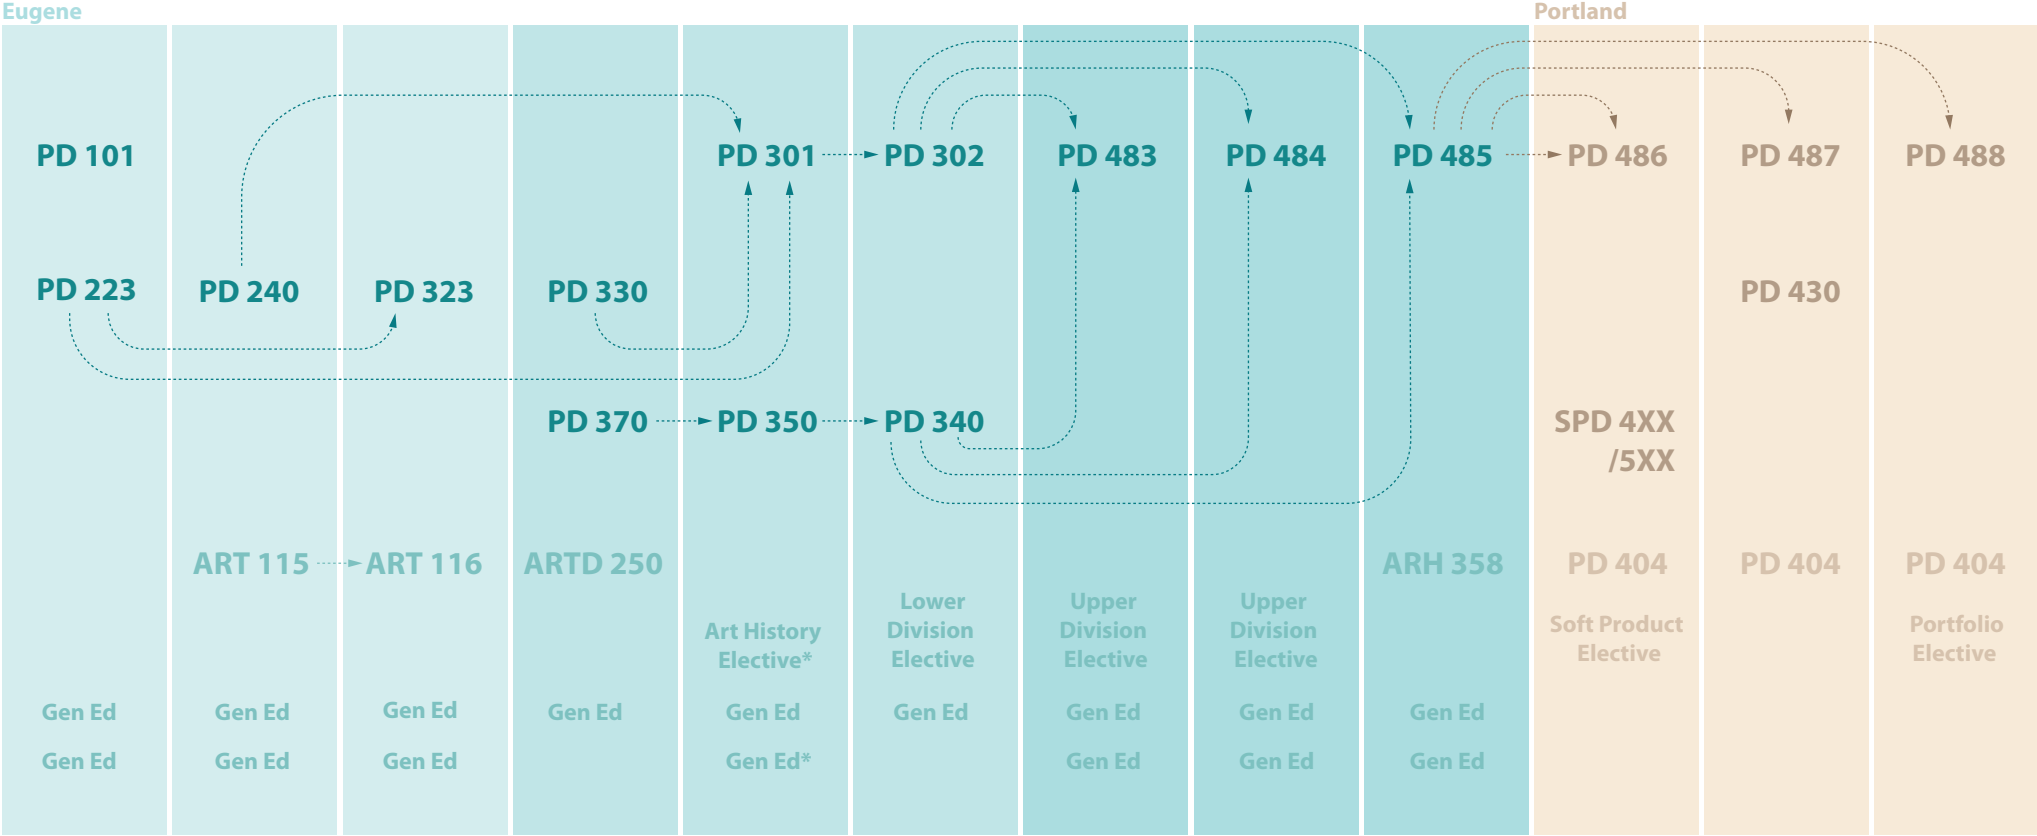 Eugene
Portland
PD 101
PD 301
PD 302
PD 483
PD 484
PD 485
PD 486
PD 487
PD 488
PD 223
PD 240
PD 323
PD 330
PD 430
PD 370
PD 350
PD 340
SPD 4XX
/5XX
ART 115
ART 116
ARTD 250
ARH 358
PD 404
PD 404
PD 404
Art History
Elective*
Lower
Division
Elective
Upper
Division
Elective
Upper
Division
Elective
Soft Product
Elective
Portfolio
Elective
Gen Ed
Gen Ed
Gen Ed
Gen Ed
Gen Ed
Gen Ed
Gen Ed
Gen Ed
Gen Ed
Gen Ed
Gen Ed
Gen Ed
Gen Ed*
Gen Ed
Gen Ed
Gen Ed